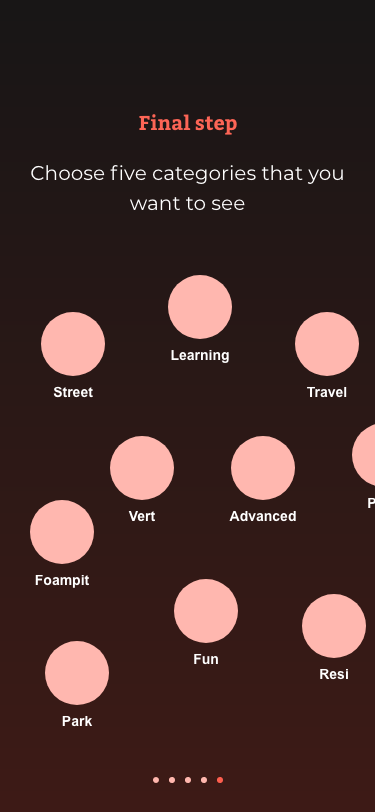 Final step
Choose five categories that you
want to see
Learning
Street
Travel
Vert
Advanced
Foampit
Fun
Resi
Park